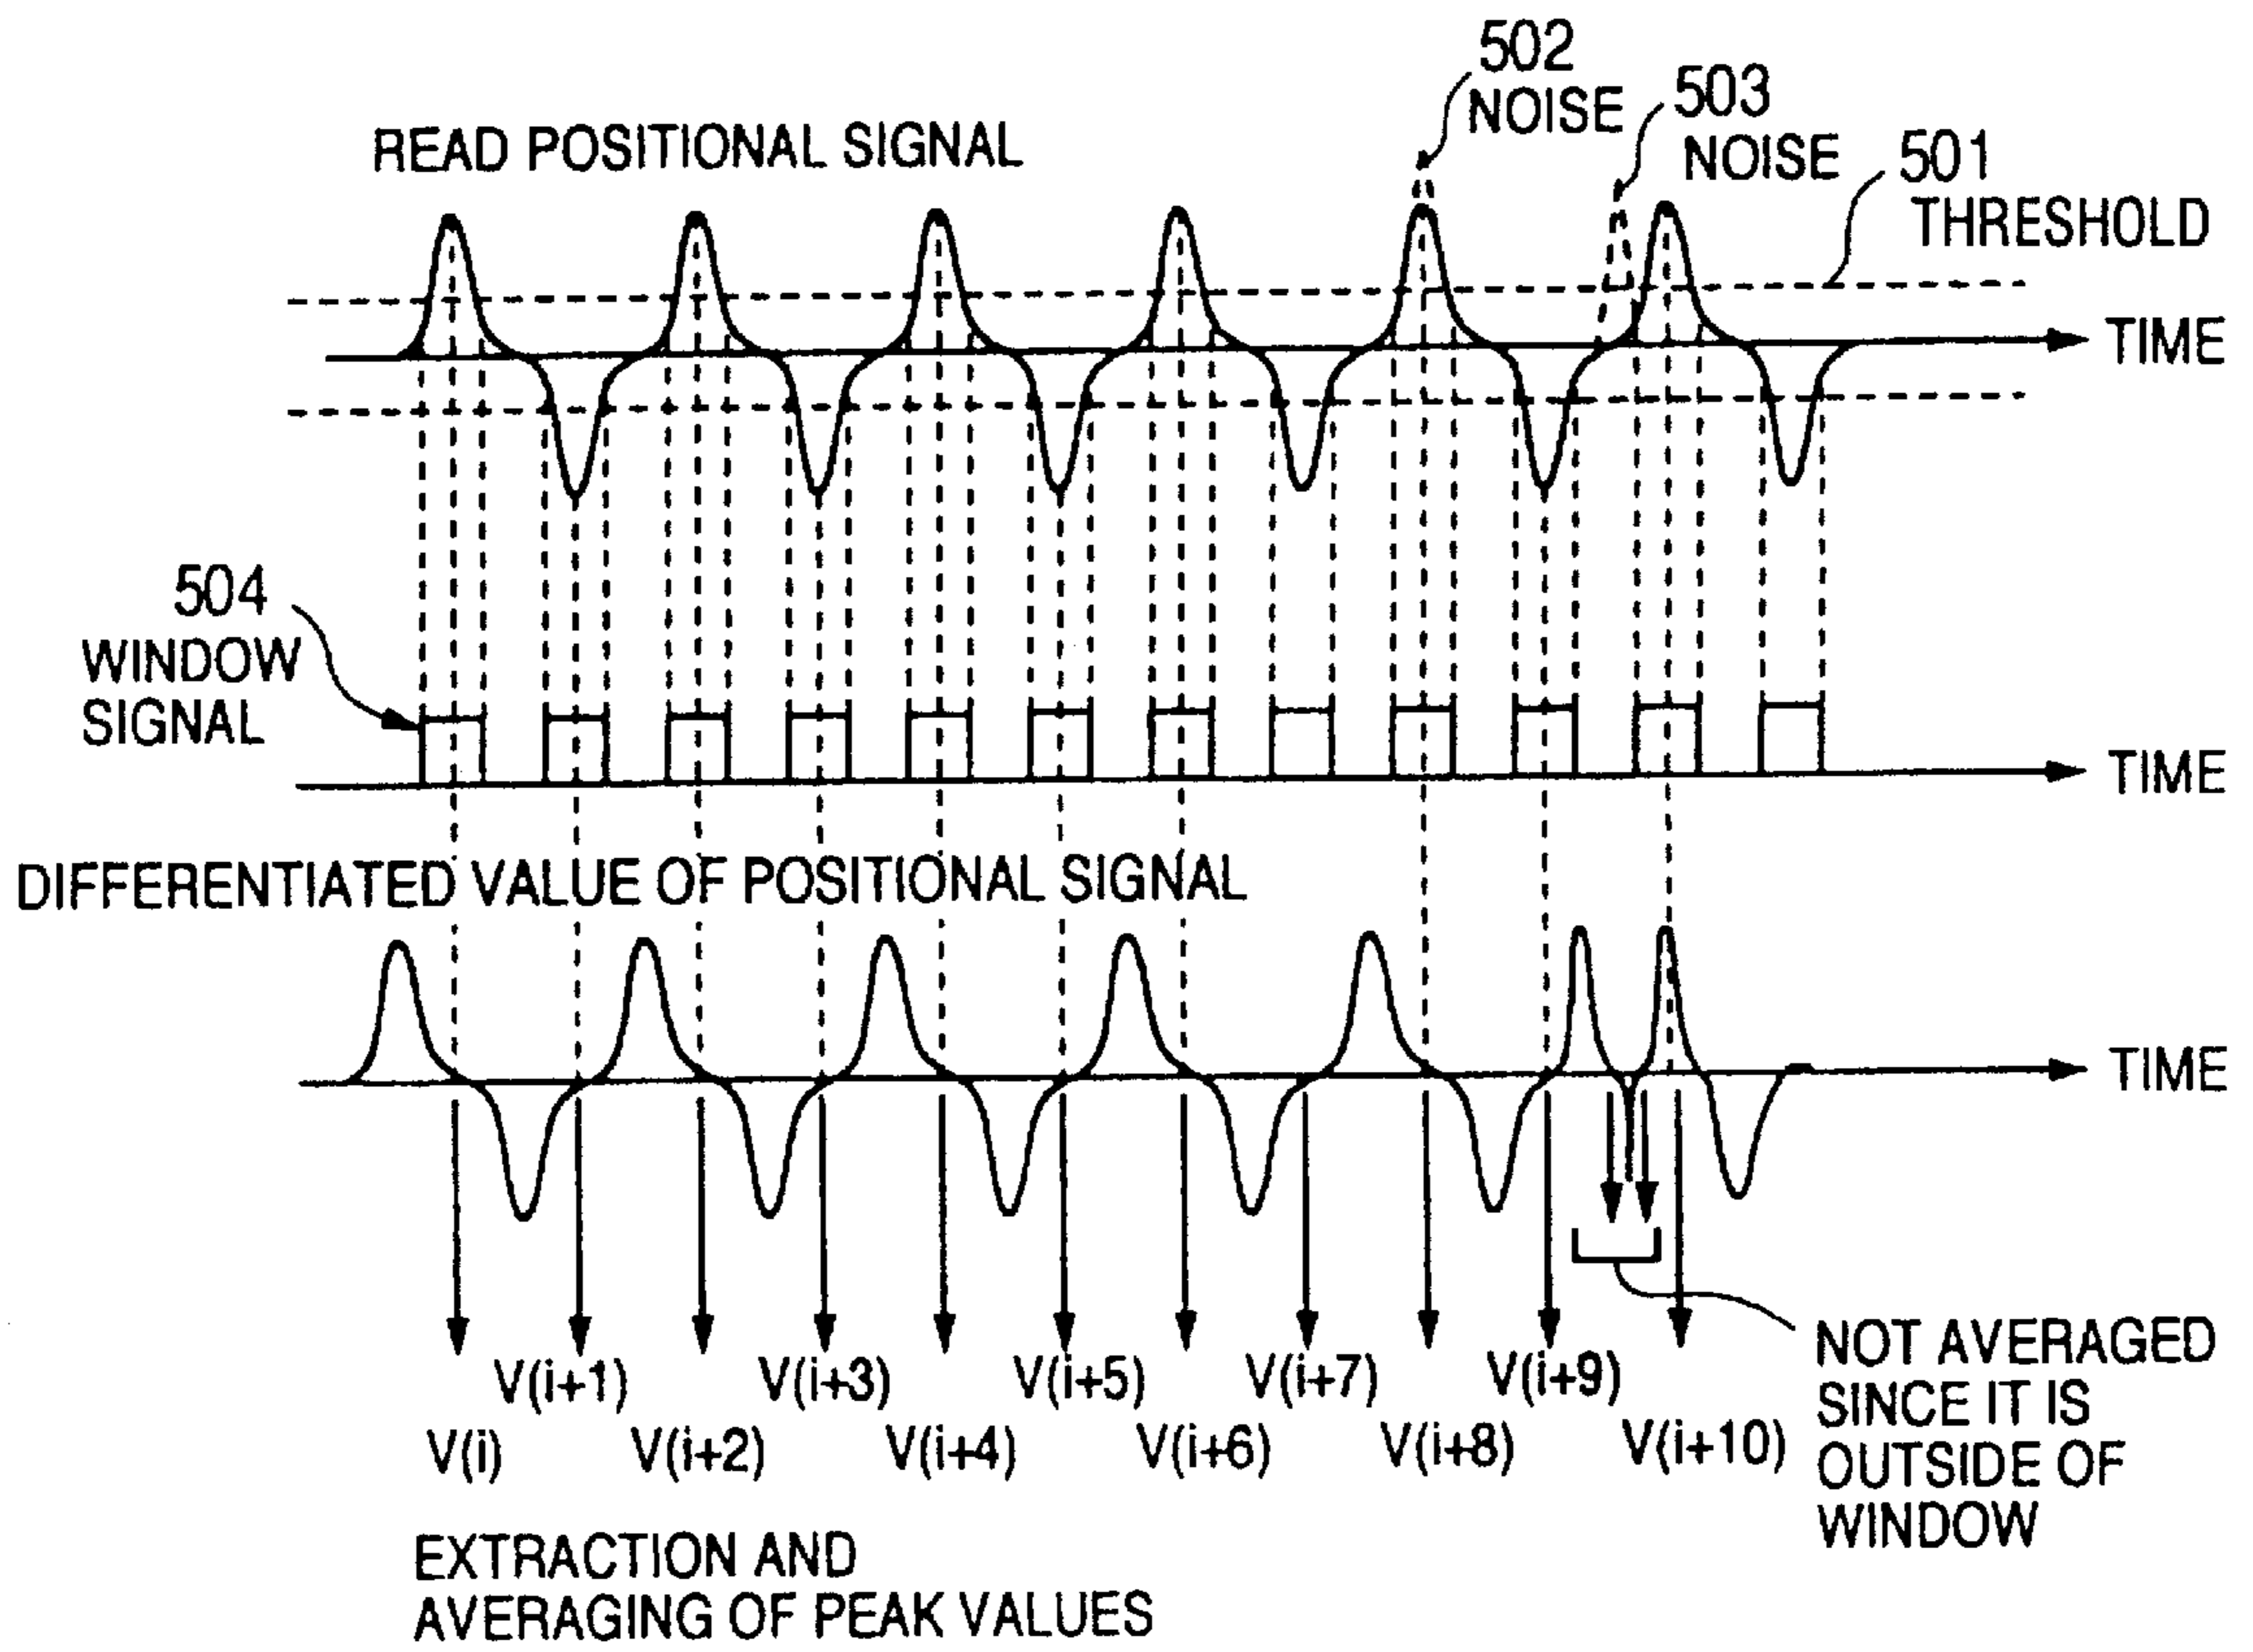 502
NOISE
503
NOISE
501
THRESHOLD
READ POSITIONAL SIGNAL
TIME
504
WINDOW
SIGNAL
TIME
DIFFERENTIATED VALUE OF POSITIONAL SIGNAL
TIME
V(i+1) V(i+3) V(i+5) V(i+7) V(i+9)
V(i) V(i+2) V(i+4) V(i+6) V(i+8) V(i+10)
NOT AVERAGED
SINCE IT IS
OUTSIDE OF
WINDOW
EXTRACTION AND
AVERAGING OF PEAK VALUES